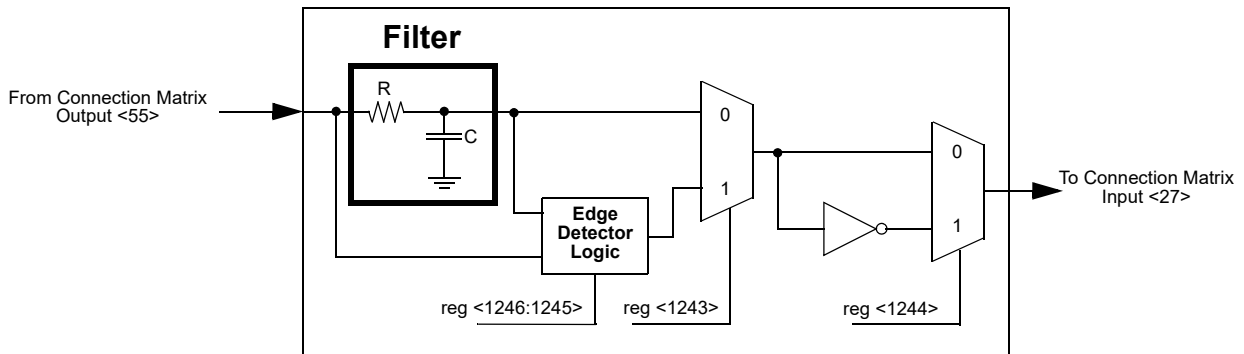 Filter
R
C
From Connection Matrix
Output <55>
0
1
Edge
Detector
Logic
0
1
To Connection Matrix
Input <27>
reg <1246:1245>
reg <1243>
reg <1244>